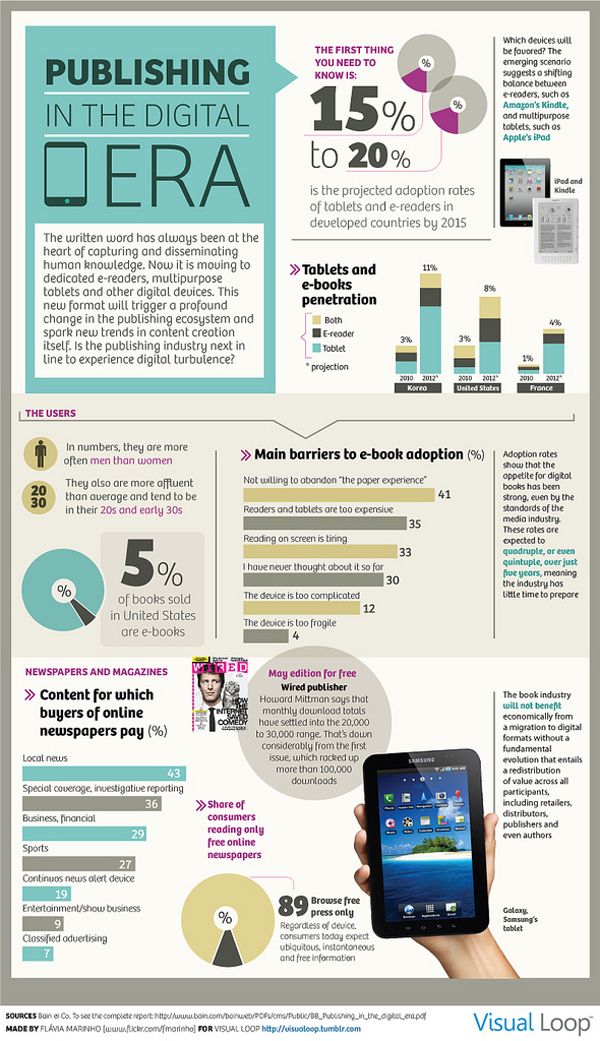 PUBLISHING
IN THE DIGITAL
ERA
The written word has always been at the
heart of capturing and disseminating
human knowledge. Now it is moving to
dedicated e-readers, multipurpose
tablets and other digital devices. This
new format will trigger a profound
change in the publishing ecosystem and
spark new trends in content creation
itself. Is the publishing industry next in
line to experience digital turbulence?
THE FIRST THING
YOU NEED TO
KNOW IS:
%
%
15%
to 20%
is the projected adoption rates
of tablets and e-readers in
developed countries by 2015
Which devices will
be favored? The
emerging scenario
suggests a shifting
balance between
e-readers, such as
Amazon's Kindle,
and multipurpose
tablets, such as
Apple's iPad
iPad and
Kindle
» Tablets and
e-books
penetration
Both
E-reader
Tablet
* projection
3%
11%
3%
8%
1%
4%
2010 2012* 2010 2012* 2010 2012*
Korea United States France
THE USERS
In numbers, they are more
often men than women
20
30
They also are more affluent
than average and tend to be
in their 20s and early 30s
%
5%
of books sold
in United States
are e-books
» Main barriers to e-book adoption (%)
Not willing to abandon "the paper experience"
41
Readers and tablets are too expensive
35
Reading on screen is tiring
33
I have never thought about it so far
30
The device is too complicated
12
The device is too fragile
4
Adoption rates
show that the
appetite for digital
books has been
strong, even by the
standards of the
media industry.
These rates are
expected to
quadruple, or even
quintuple, over just
five years, meaning
the industry has
little time to prepare
NEWSPAPERS AND MAGAZINES
» Content for which
buyers of online
newspapers pay (%)
Local news
43
Special coverage, investigative reporting
36
Business, financial
29
Sports
27
Continuos news alert device
19
Entertainment/show business
9
Classified advertising
7
WIRED
HOW
THE
INTERNET
SAVED
COMEDY
May edition for free
Wired publisher
Howard Mittman says that
monthly download totals
have settled into the 20,000
to 30,000 range. That's down
considerably from the first
issue, which racked up
more than 100,000
downloads
» Share of
consumers
reading only
free online
newspapers
%
89 Browse free
press only
Regardless of device,
consumers today expect
ubiquitous, instantaneous
and free information
SAMSUNG
Galaxy,
Samsung's
tablet
The book industry
will not benefit
economically from
a migration to digital
formats without a
fundamental
evolution that entails
a redistribution
of value across all
participants,
including retailers,
distributors,
publishers and
even authors
SOURCES Bain & Co. To see the complete report: http://www.bain.com/bainweb/PDFs/cms/Public/BB_Publishing_in_the_digital_era.pdf
MADE BY FLÁVIA MARINHO [www.flickr.com/fmarinho] FOR VISUAL LOOP http://visualoop.tumblr.com
Visual Loop